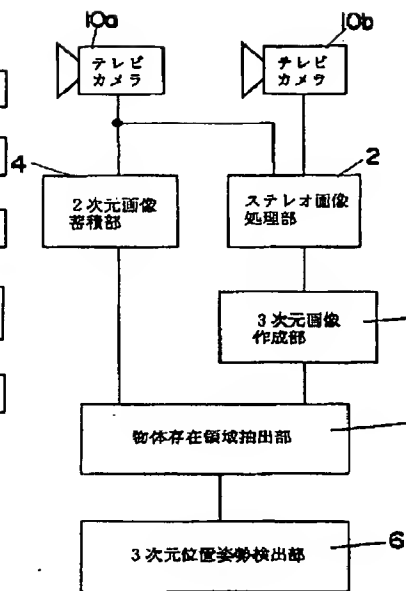 10a
10b
テレビ
カメラ
テレビ
カメラ
4
2
2次元画像
蓄積部
ステレオ画像
処理部
3次元画像
作成部
物体存在領域抽出部
3次元位置姿勢検出部
6